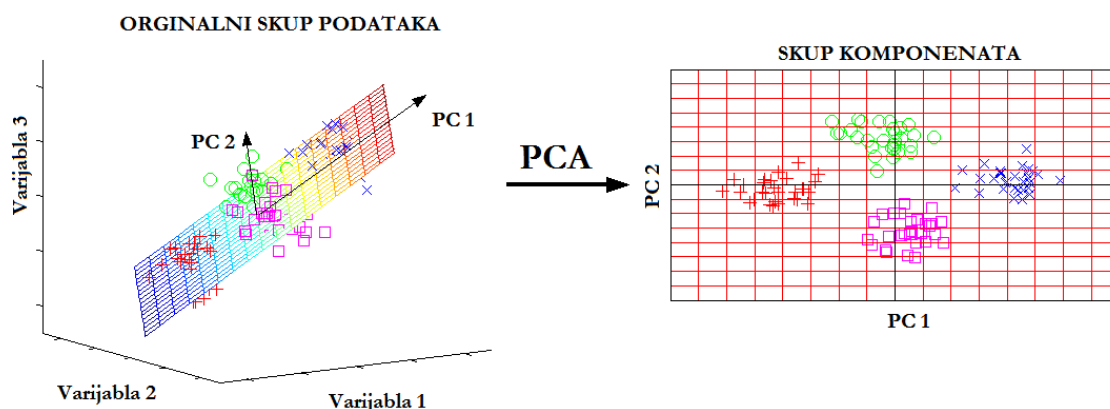 ORGINALNI SKUP PODATAKA
Varijabla 3
PC 2
PC 1
Varijabla 2
Varijabla 1
PCA
SKUP KOMPONENATA
PC 2
PC 1